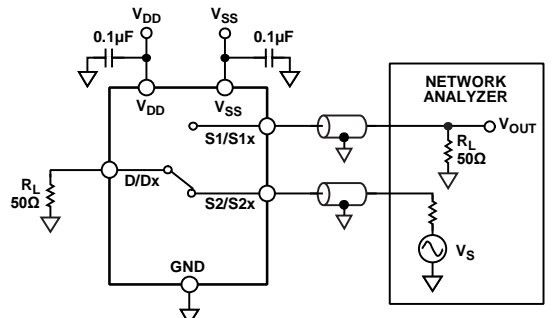 VDD VSS
0.1µF 0.1µF
VDD VSS
NETWORK
ANALYZER
S1/S1x
VOUT
RL
50Ω
D/Dx
RL
50Ω
S2/S2x
VS
GND